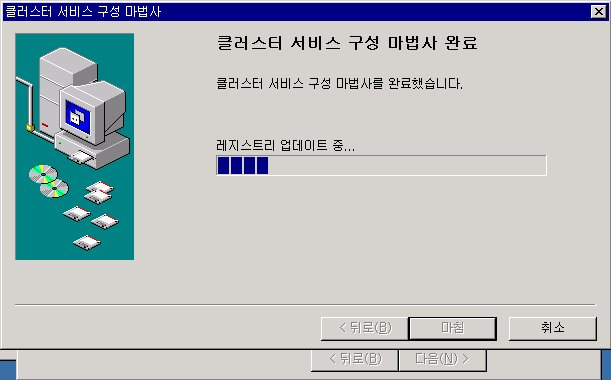 클러스터 서비스 구성 마법사
클러스터 서비스 구성 마법사 완료
클러스터 서비스 구성 마법사를 완료했습니다.
레지스트리 업데이트 중...
< 뒤로(B) 마침 취소
< 뒤로(B) 다음(N) >